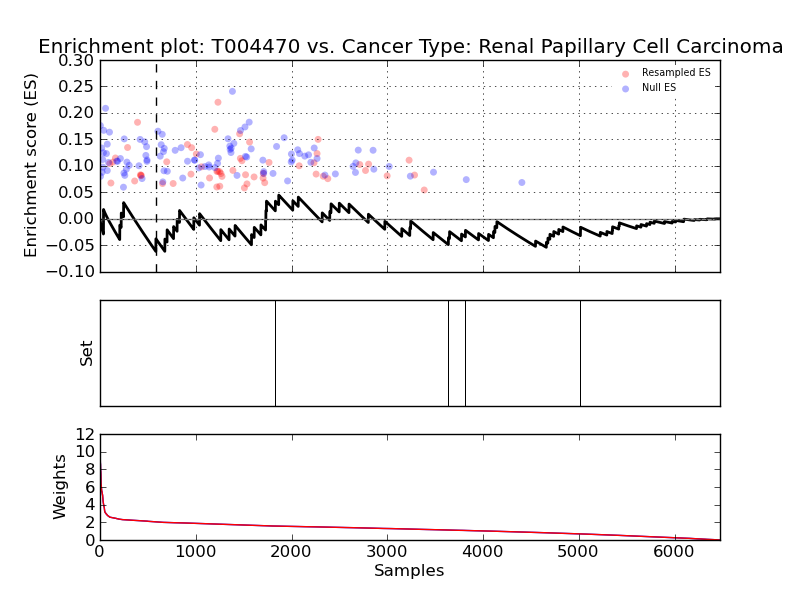 Enrichment plot: T004470 vs. Cancer Type: Renal Papillary Cell Carcinoma
0.30
0.25
0.20
0.15
0.10
0.05
0.00
−0.05
−0.10
Enrichment score (ES)
Resampled ES
Null ES
Set
12
10
8
6
4
2
0
Weights
0 1000 2000 3000 4000 5000 6000
Samples